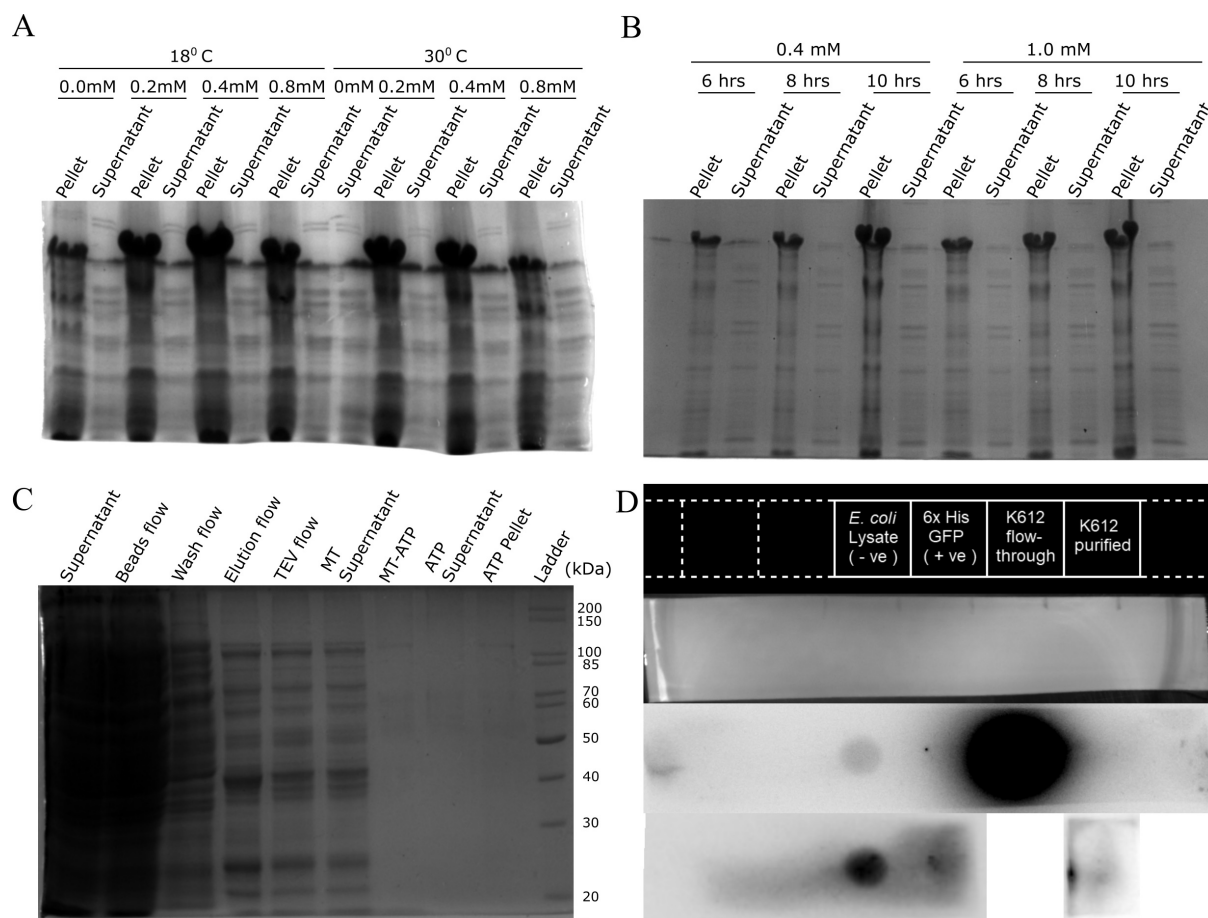 A
18⁰ C 30⁰ C
0.0mM 0.2mM 0.4mM 0.8mM 0mM 0.2mM 0.4mM 0.8mM
Pellet Supernatant Pellet Supernatant Pellet Supernatant Pellet Supernatant Supernatant Pellet Supernatant Pellet Supernatant Pellet Supernatant
B
0.4 mM 1.0 mM
6 hrs 8 hrs 10 hrs 6 hrs 8 hrs 10 hrs
Pellet Supernatant Pellet Supernatant Pellet Supernatant Pellet Supernatant Pellet Supernatant Pellet Supernatant
C
Supernatant Beads flow Wash flow Elution flow TEV flow MT Supernatant MT-ATP ATP Supernatant ATP Pellet Ladder
(kDa)
200
150
100
85
70
60
50
40
30
20
D
E. coli
Lysate
( - ve )
6x His
GFP
( + ve )
K612
flow-
through
K612
purified